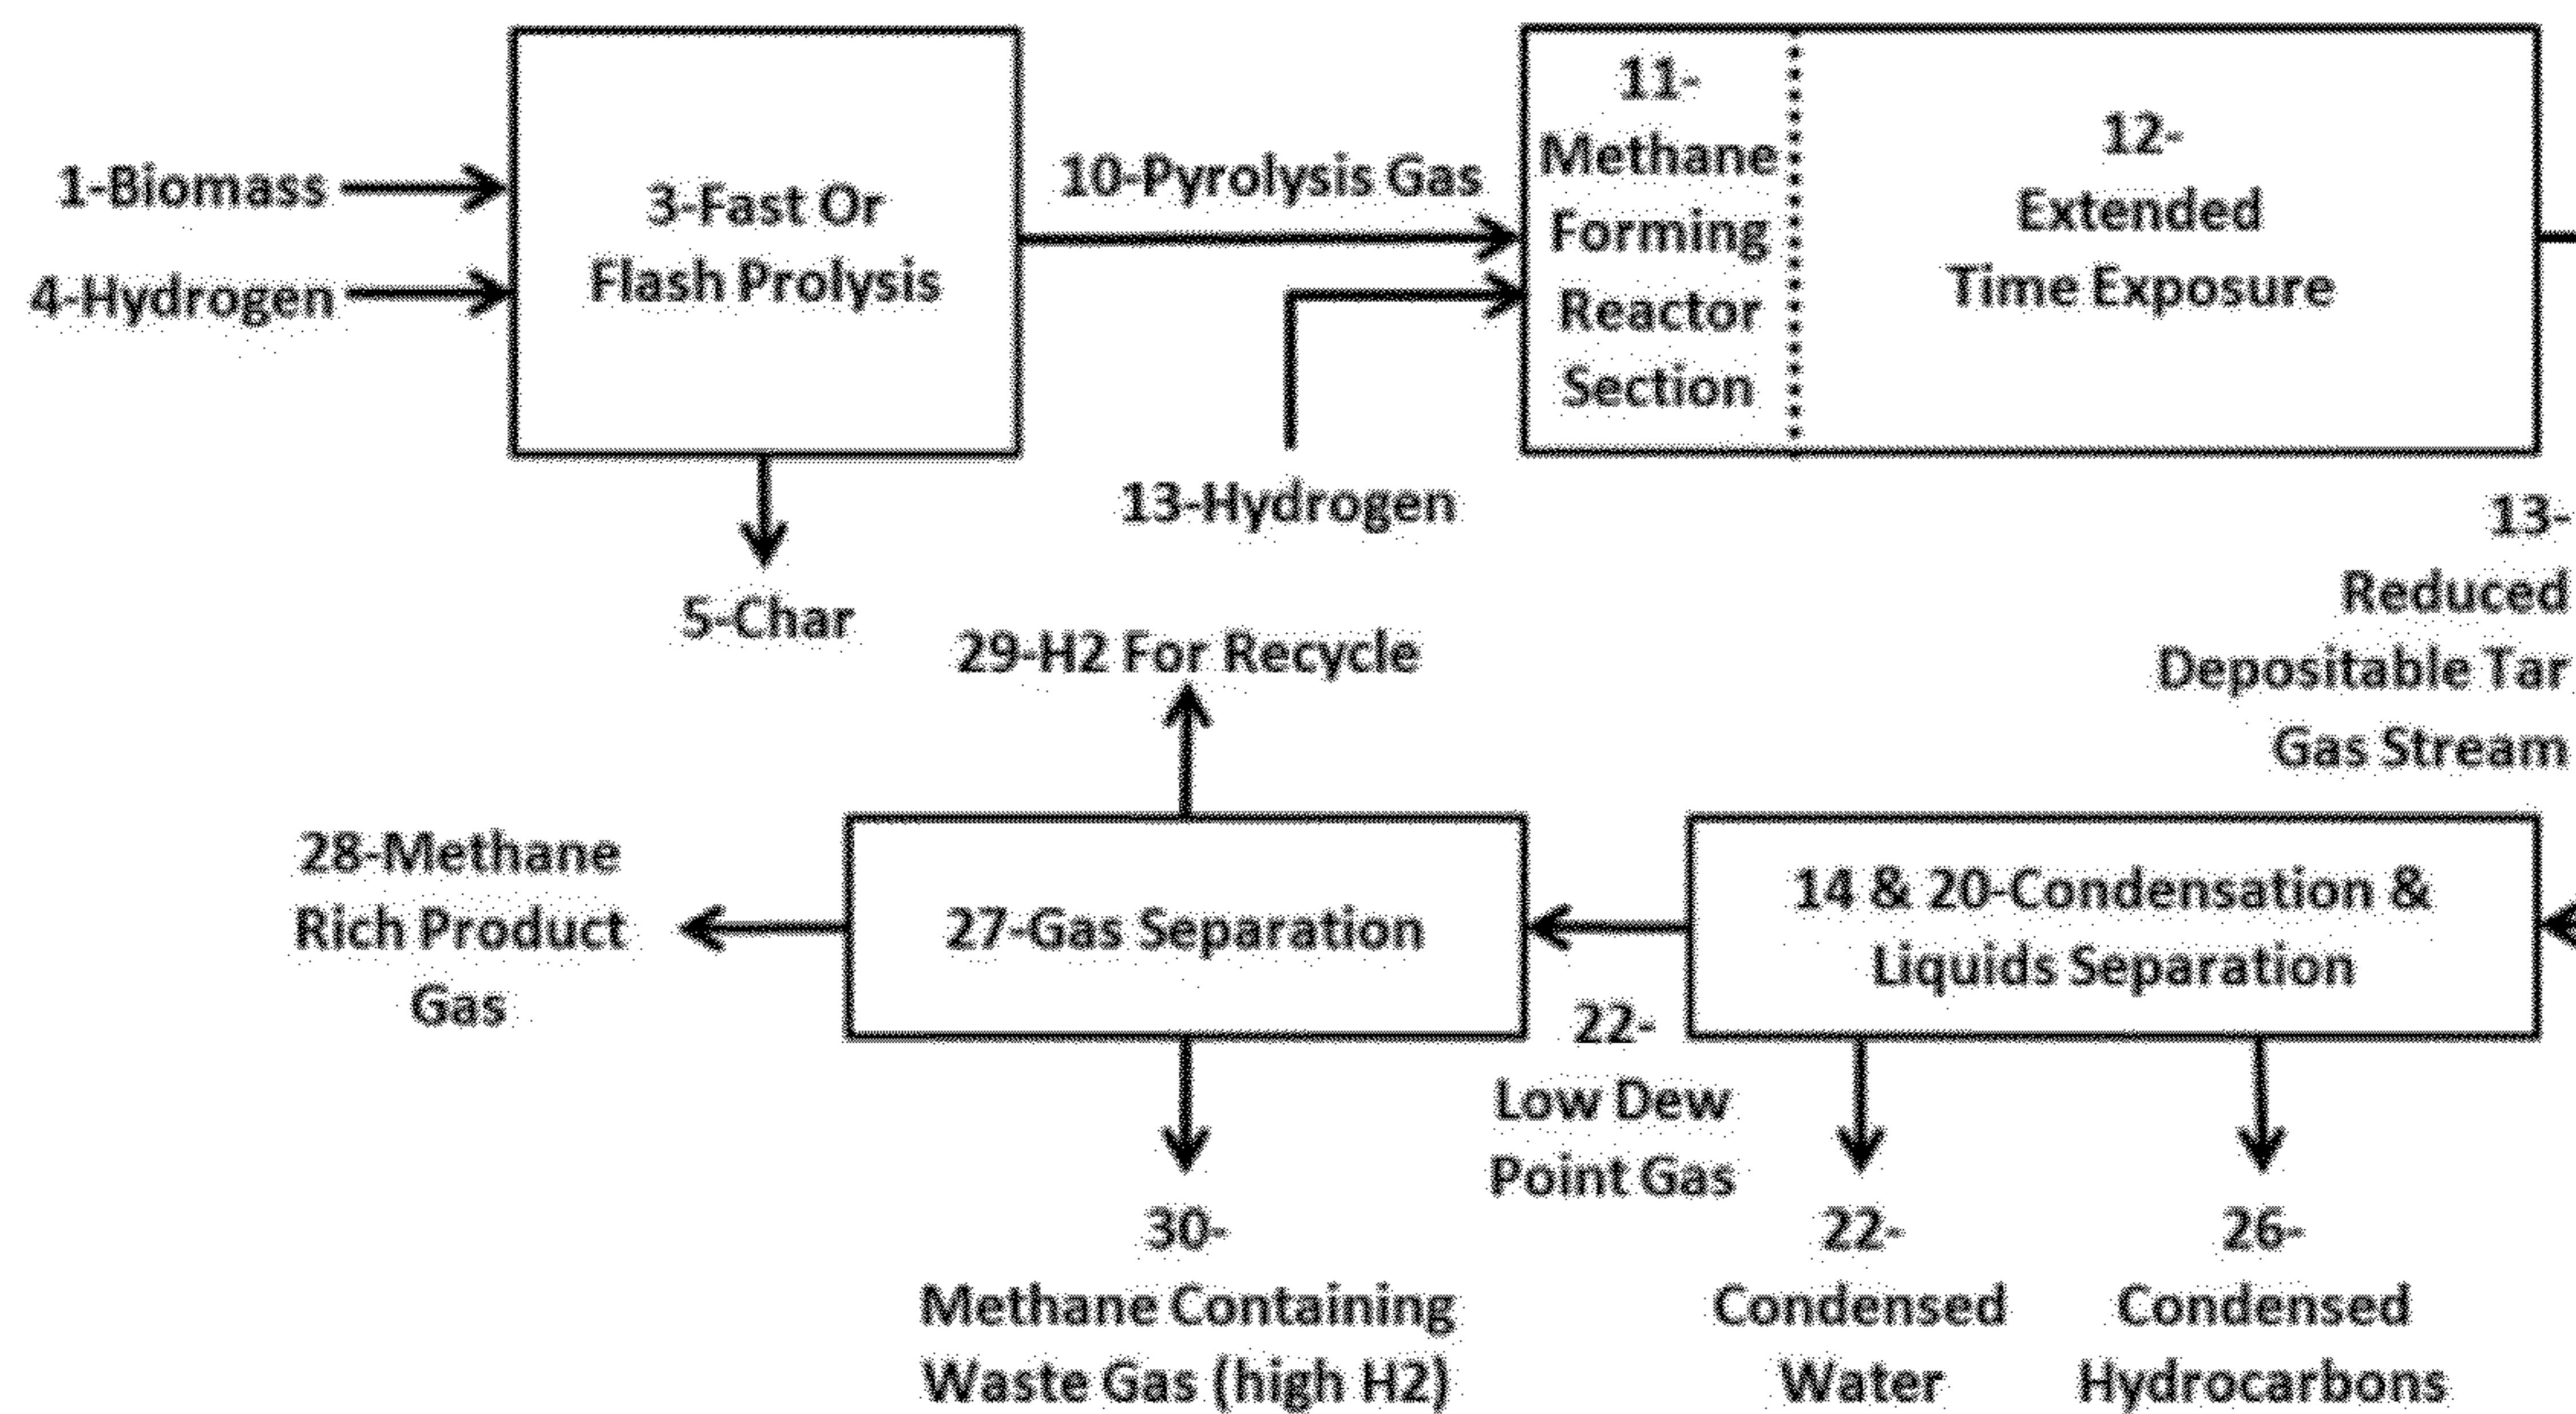 1-Biomass
4-Hydrogen
3-Fast Or
Flash Prolysis
5-Char
10-Pyrolysis Gas
13-Hydrogen
11-
Methane
Forming
Reactor
Section
12-
Extended
Time Exposure
13-
Reduced
Depositable Tar
Gas Stream
14 & 20-Condensation &
Liquids Separation
22-
Condensed
Water
26-
Condensed
Hydrocarbons
22-
Low Dew
Point Gas
27-Gas Separation
29-H2 For Recycle
28-Methane
Rich Product
Gas
30-
Methane Containing
Waste Gas (high H2)